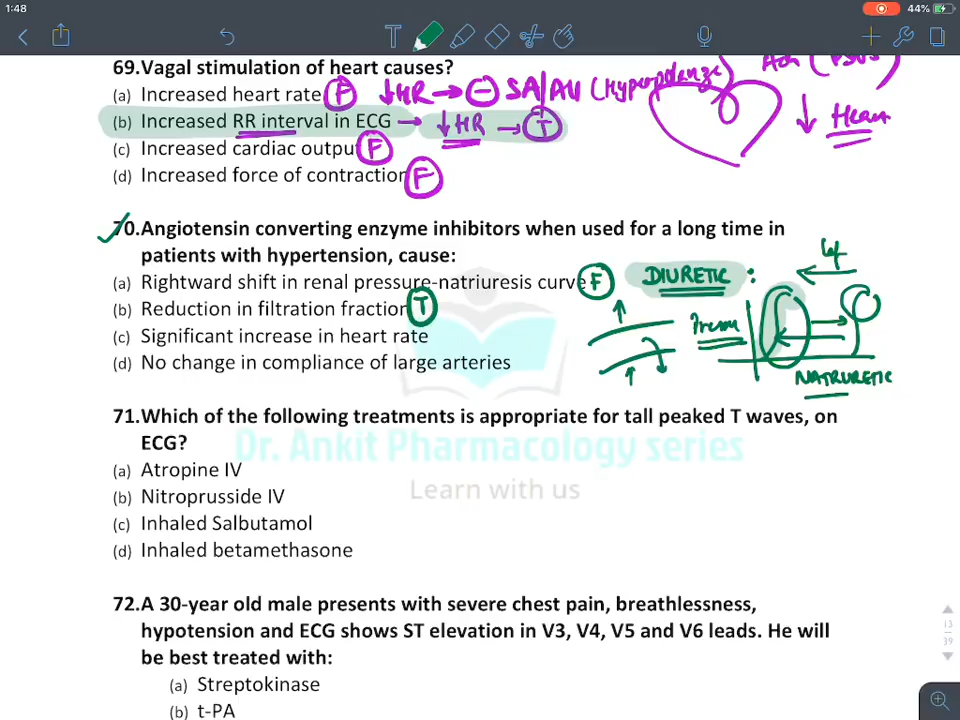 1:48
44%
69.Vagal stimulation of heart causes?
(a) Increased heart rate F ↓HR → ⊖ SA/AV (Hyperpolarize)
(b) Increased RR interval in ECG → ↓HR → T
↓ Heart
(c) Increased cardiac output F
(d) Increased force of contraction F
70.Angiotensin converting enzyme inhibitors when used for a long time in
patients with hypertension, cause:
(a) Rightward shift in renal pressure-natriuresis curve F DIURETIC :
(b) Reduction in filtration fraction T
(c) Significant increase in heart rate
(d) No change in compliance of large arteries
NATRURETIC
71.Which of the following treatments is appropriate for tall peaked T waves, on
ECG?
Dr. Ankit Pharmacology series
(a) Atropine IV
Learn with us
(b) Nitroprusside IV
(c) Inhaled Salbutamol
(d) Inhaled betamethasone
72.A 30-year old male presents with severe chest pain, breathlessness,
hypotension and ECG shows ST elevation in V3, V4, V5 and V6 leads. He will
be best treated with:
13
39
(a) Streptokinase
(b) t-PA